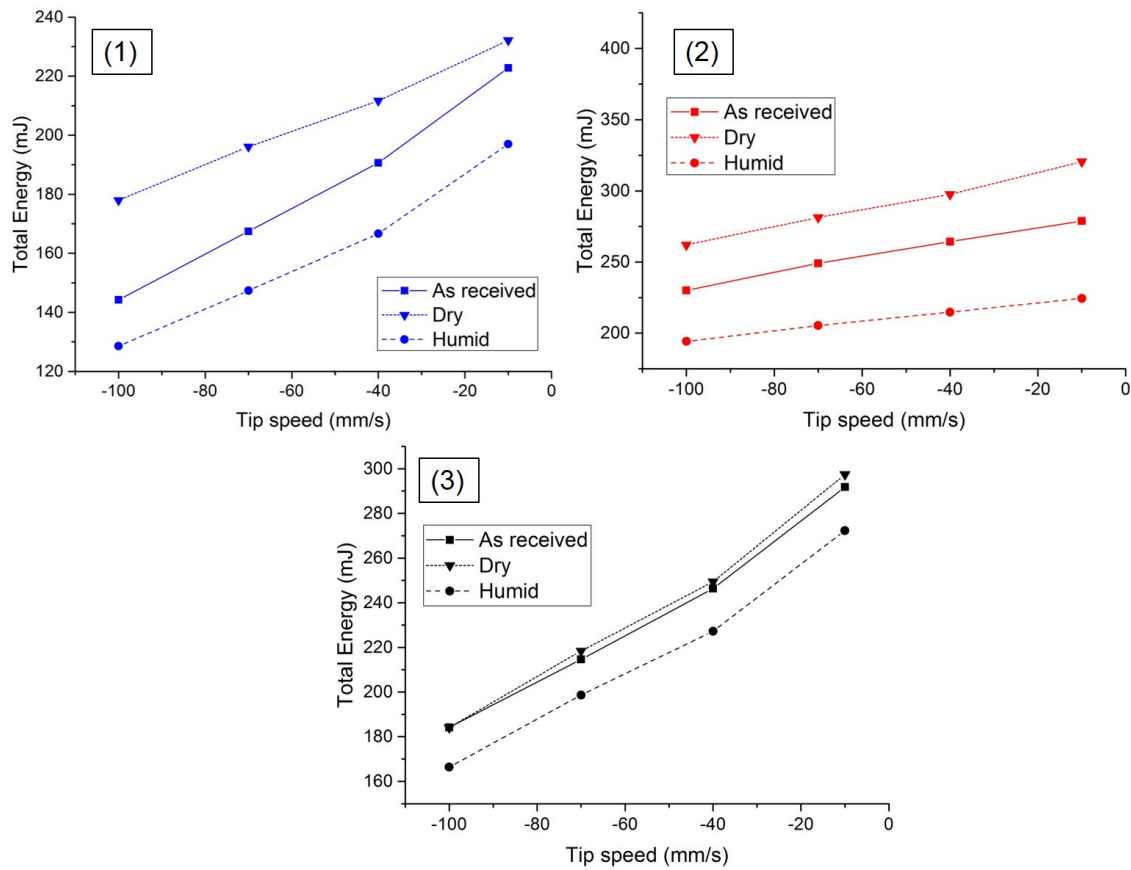 (1)
240
220
200
180
160
140
120
Total Energy (mJ)
As received
Dry
Humid
-100
-80
-60
-40
-20
0
Tip speed (mm/s)
(2)
400
350
300
250
200
Total Energy (mJ)
As received
Dry
Humid
-100
-80
-60
-40
-20
0
Tip speed (mm/s)
(3)
300
280
260
240
220
200
180
160
Total Energy (mJ)
As received
Dry
Humid
-100
-80
-60
-40
-20
0
Tip speed (mm/s)